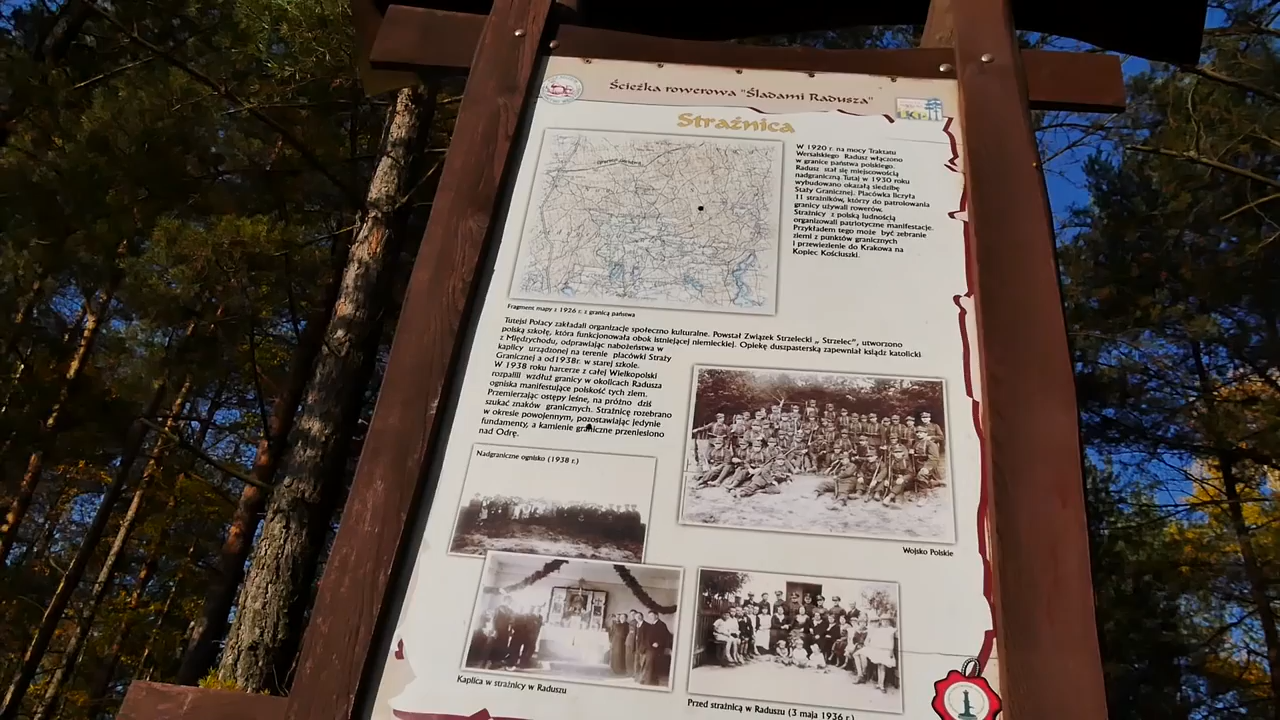 Ścieżka rowerowa "Śladami Radusza"
Strażnica
W 1920 r. na mocy Traktatu
Wersalskiego Radusz włączono
w granice państwa polskiego.
Radusz stał się miejscowością
nadgraniczną. Tutaj w 1930 roku
wybudowano okazałą siedzibę
Staży Granicznej. Placówka liczyła
11 strażników, którzy do patrolowania
granicy używali rowerów.
Strażnicy z polską ludnością
organizowali patriotyczne manifestacje.
Przykładem tego może być zebranie
ziemi z punktów granicznych
i przewiezienie do Krakowa na
Kopiec Kościuszki.
Fragment mapy z 1926 r. z granicą państwa
Tutejsi Polacy zakładali organizacje społeczno kulturalne. Powstał Związek Strzelecki „ Strzelec", utworzono
polską szkołę, która funkcjonowała obok istniejącej niemieckiej. Opiekę duszpasterską zapewniał ksiądz katolicki
z Międzychodu, odprawiając nabożeństwa w
kaplicy urządzonej na terenie placówki Straży
Granicznej a od1938r. w starej szkole.
W 1938 roku harcerze z całej Wielkopolski
rozpalili wzdłuż granicy w okolicach Radusza
ogniska manifestujące polskość tych ziem.
Przemierzając ostępy leśne, na próżno dziś
szukać znaków granicznych. Strażnicę rozebrano
w okresie powojennym, pozostawiając jedynie
fundamenty, a kamienie graniczne przeniesiono
nad Odrę.
Nadgraniczne ognisko (1938 r.)
Wojsko Polskie
Kaplica w strażnicy w Raduszu
Przed strażnicą w Raduszu (3 maja 1936 r.)